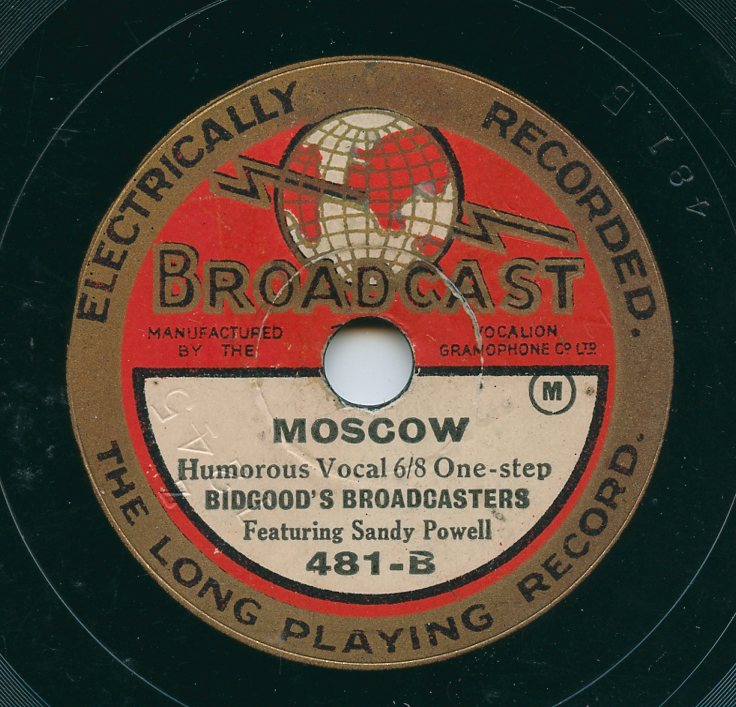 ELECTRICALLY RECORDED.
BROADCAST
MANUFACTURED BY THE
VOCALION GRAMOPHONE Cº LTD.
M
MOSCOW
Humorous Vocal 6/8 One-step
BIDGOOD'S BROADCASTERS
Featuring Sandy Powell
481-B
THE LONG PLAYING RECORD.
481 B